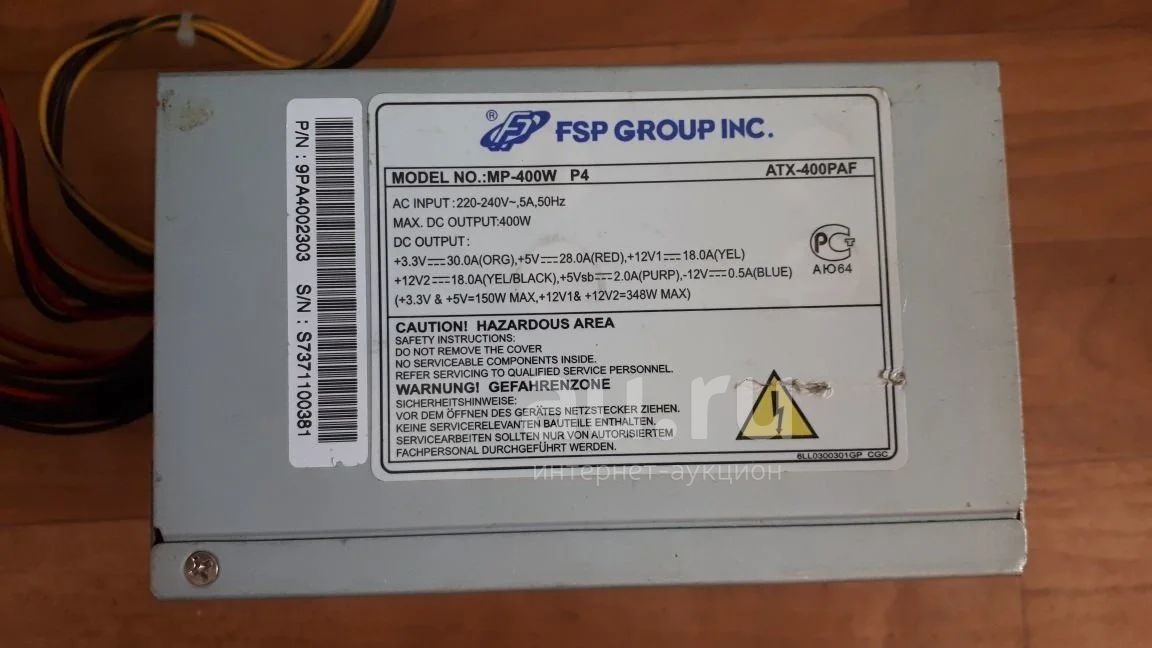 P/N : 9PA4002303 S/N : S7371100381
® FSP GROUP INC.
MODEL NO.:MP-400W P4 ATX-400PAF
AC INPUT:220-240V~,5A,50Hz
MAX. DC OUTPUT:400W
DC OUTPUT:
+3.3V⎓30.0A(ORG),+5V⎓28.0A(RED),+12V1⎓18.0A(YEL)
+12V2⎓18.0A(YEL/BLACK),+5Vsb⎓2.0A(PURP),-12V⎓0.5A(BLUE)
(+3.3V & +5V=150W MAX,+12V1& +12V2=348W MAX)
РСТ
АЮ64
CAUTION! HAZARDOUS AREA
SAFETY INSTRUCTIONS:
DO NOT REMOVE THE COVER
NO SERVICEABLE COMPONENTS INSIDE.
REFER SERVICING TO QUALIFIED SERVICE PERSONNEL.
WARNUNG! GEFAHRENZONE
SICHERHEITSHINWEISE:
VOR DEM ÖFFNEN DES GERÄTES NETZSTECKER ZIEHEN.
KEINE SERVICERELEVANTEN BAUTEILE ENTHALTEN.
SERVICEARBEITEN SOLLTEN NUR VON AUTORISIERTEM
FACHPERSONAL DURCHGEFÜHRT WERDEN.
6LL0300301GP CGC
au.ru
интернет-аукцион